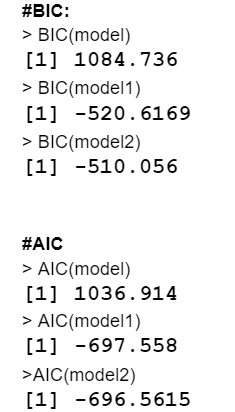 #BIC:
> BIC(model)
[1] 1084.736
> BIC(model1)
[1] -520.6169
> BIC(model2)
[1] -510.056
#AIC
> AIC(model)
[1] 1036.914
> AIC(model1)
[1] -697.558
>AIC(model2)
[1] -696.5615